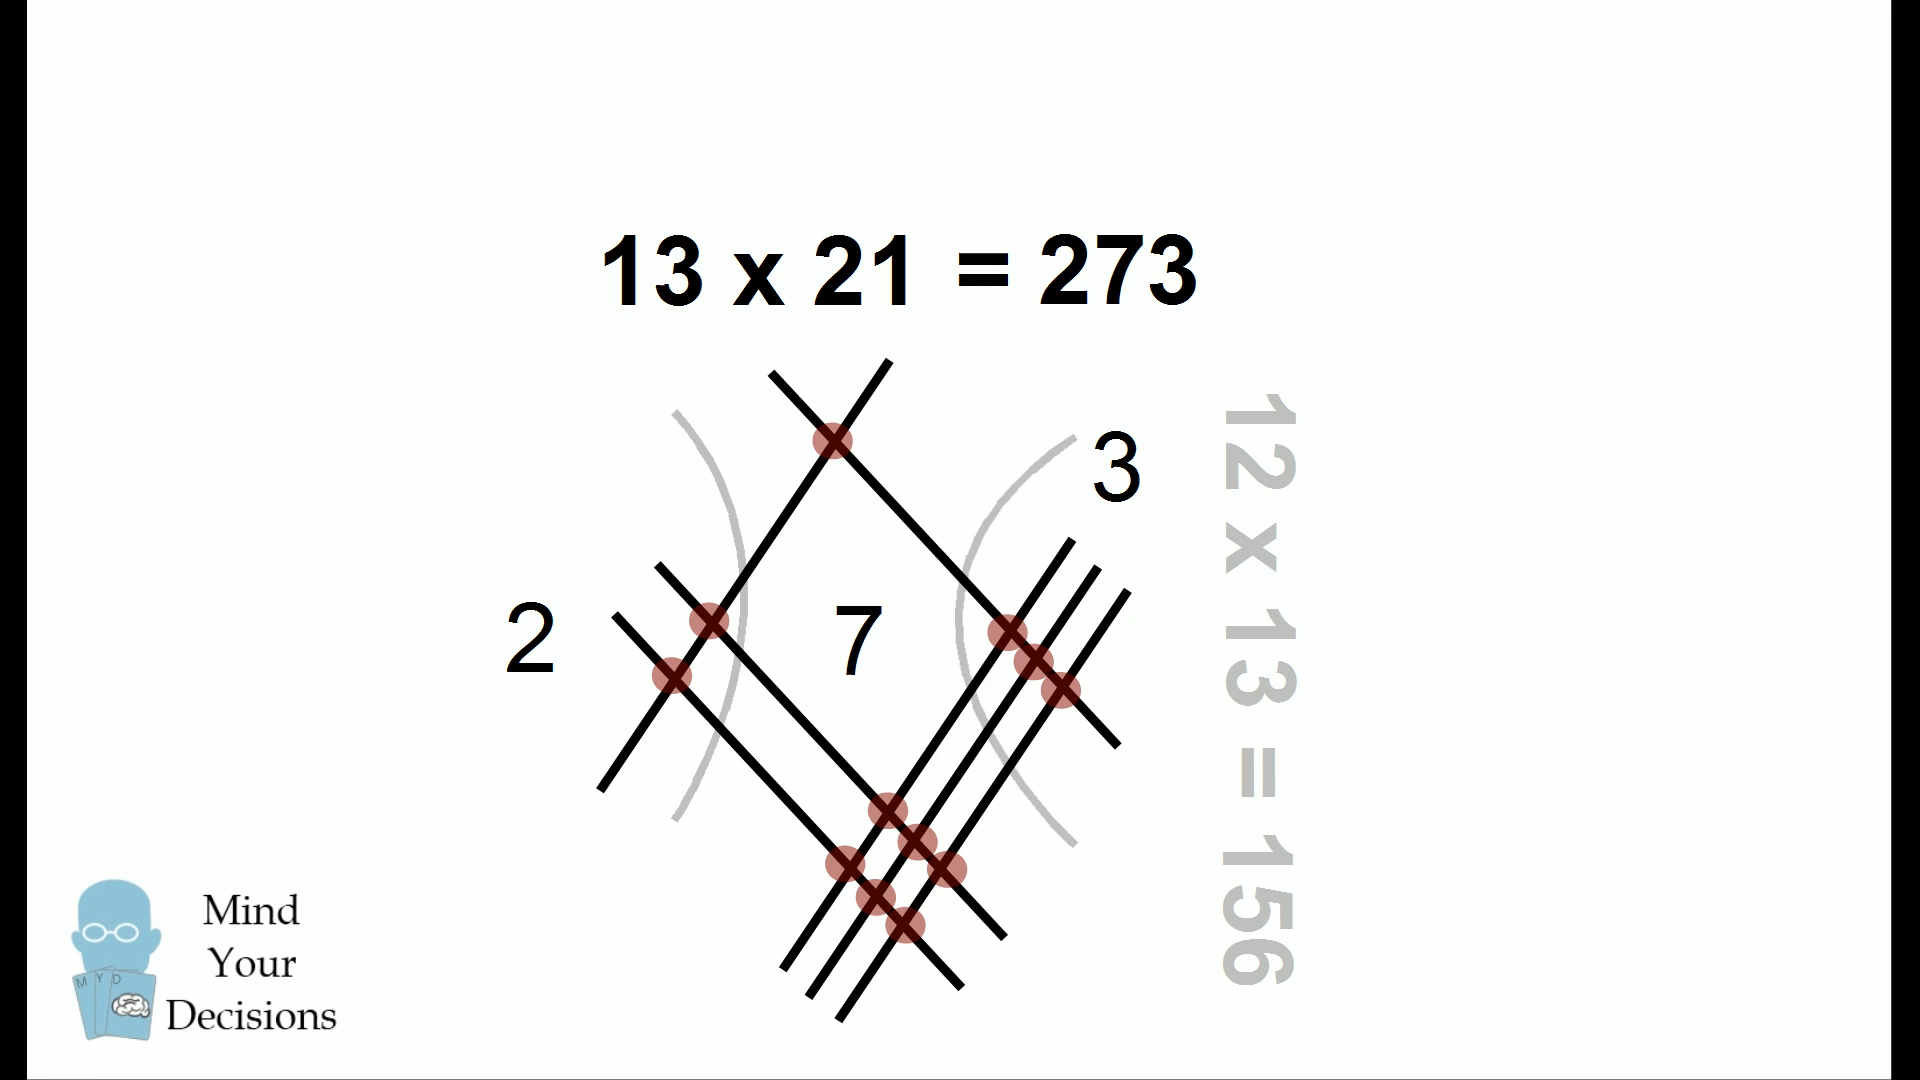 13 x 21 = 273
3
2
7
12 x 13 = 156
Mind
Your
Decisions
M Y D